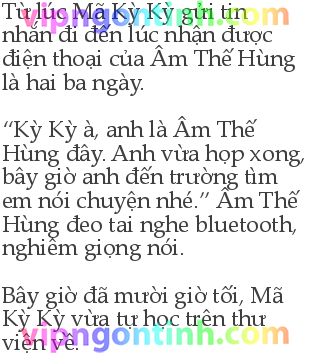 vipngontinh.com
Từ lúc Mã Kỳ Kỳ gửi tin
nhắn đi đến lúc nhận được
điện thoại của Âm Thế Hùng
là hai ba ngày.
“Kỳ Kỳ à, anh là Âm Thế
Hùng đây. Anh vừa họp xong,
bây giờ anh đến trường tìm
em nói chuyện nhé.” Âm Thế
Hùng đeo tai nghe bluetooth,
nghiêm giọng nói.
Bây giờ đã mười giờ tối, Mã
Kỳ Kỳ vừa tự học trên thư
viện về.
vipngontinh.com